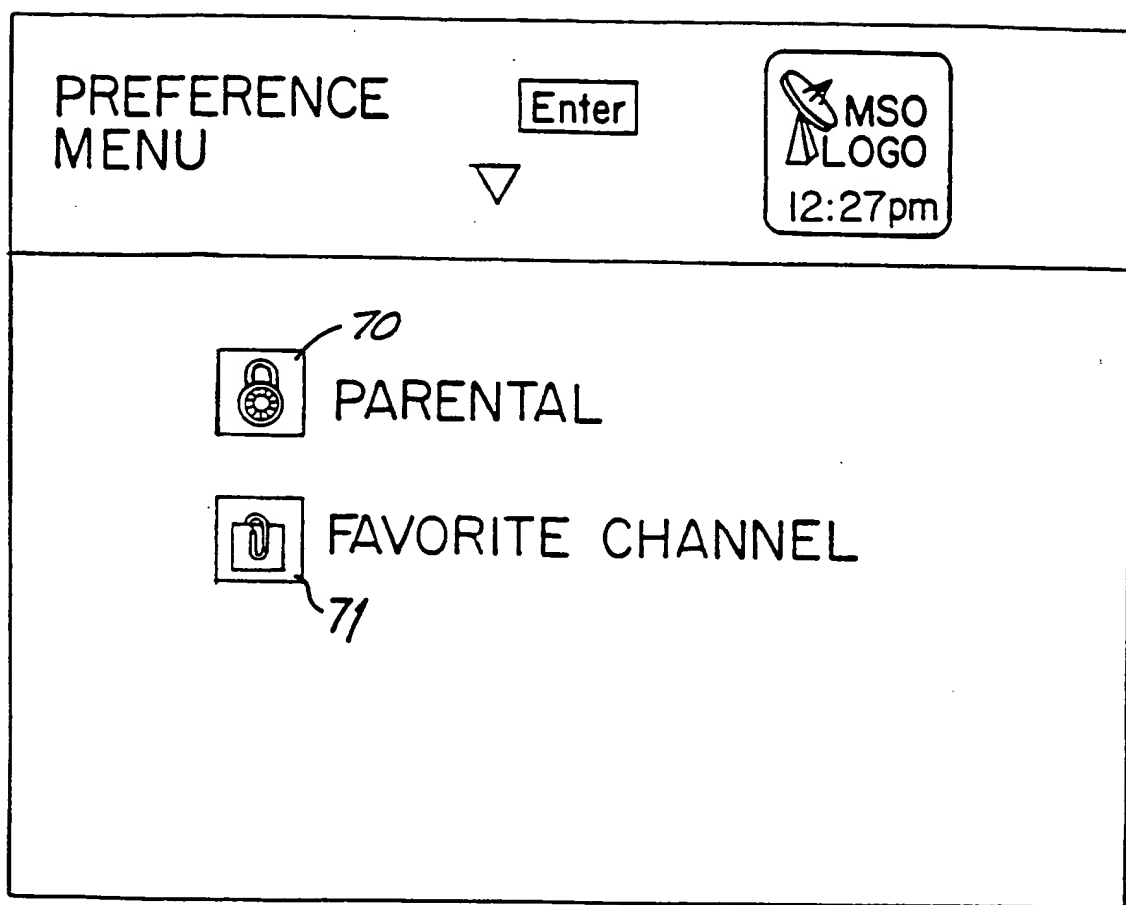 PREFERENCE
MENU
Enter
MSO
LOGO
12:27pm
70
PARENTAL
FAVORITE CHANNEL
71